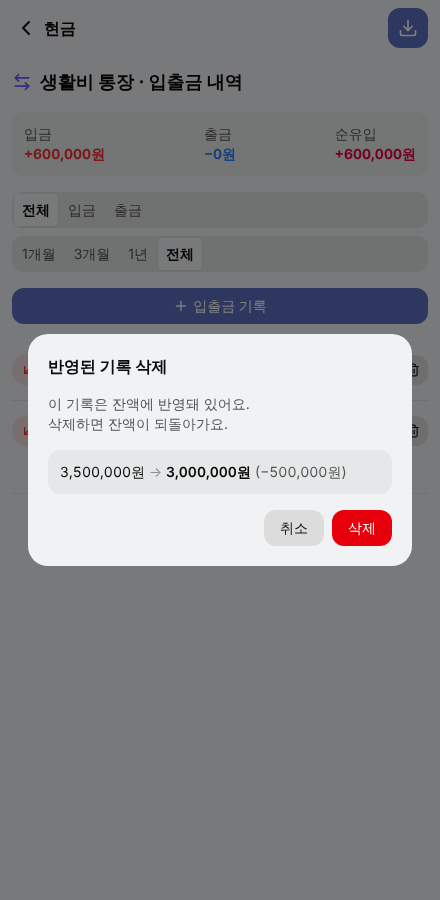 현금
생활비 통장 · 입출금 내역
입금 출금 순유입
+600,000원 −0원 +600,000원
전체 입금 출금
1개월 3개월 1년 전체
+ 입출금 기록
반영된 기록 삭제
이 기록은 잔액에 반영돼 있어요.
삭제하면 잔액이 되돌아가요.
3,500,000원 → 3,000,000원 (−500,000원)
취소 삭제